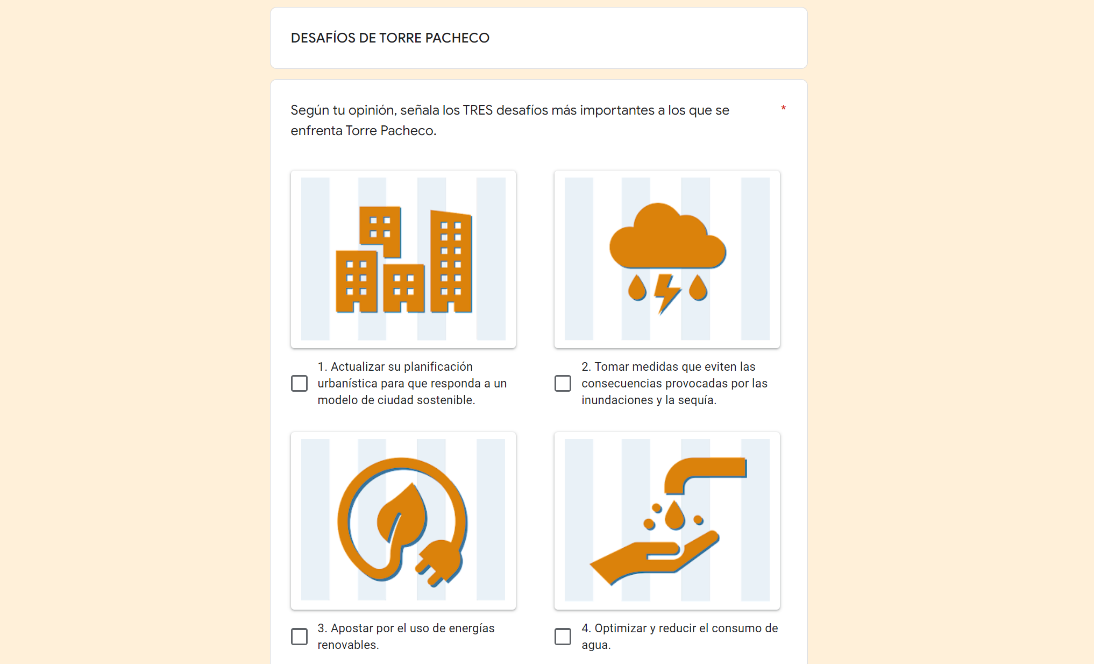 DESAFÍOS DE TORRE PACHECO
Según tu opinión, señala los TRES desafíos más importantes a los que se
enfrenta Torre Pacheco.
*
1. Actualizar su planificación
urbanística para que responda a un
modelo de ciudad sostenible.
2. Tomar medidas que eviten las
consecuencias provocadas por las
inundaciones y la sequía.
3. Apostar por el uso de energías
renovables.
4. Optimizar y reducir el consumo de
agua.